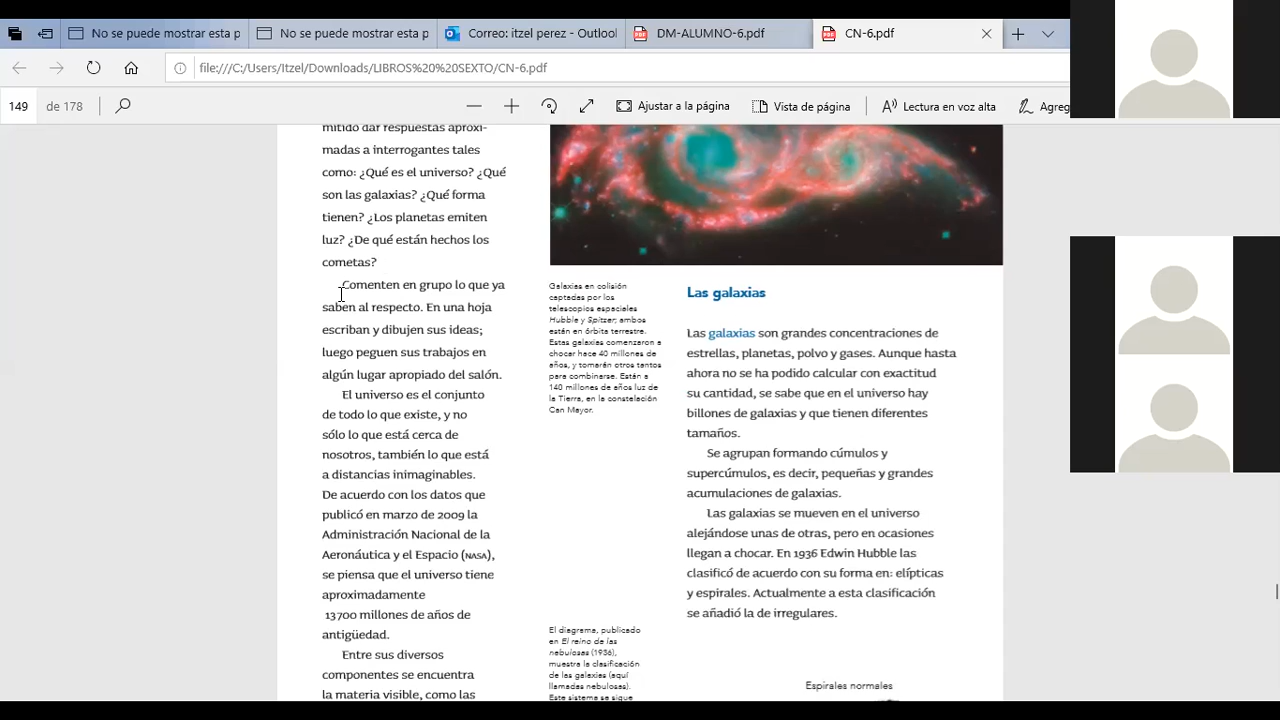 No se puede mostrar esta p
No se puede mostrar esta p
Correo: itzel perez - Outlool
DM-ALUMNO-6.pdf
CN-6.pdf
file:///C:/Users/Itzel/Downloads/LIBROS%20%20SEXTO/CN-6.pdf
149 de 178
Ajustar a la página
Vista de página
Lectura en voz alta
Agreg
mitido dar respuestas aproxi-
madas a interrogantes tales
como: ¿Qué es el universo? ¿Qué
son las galaxias? ¿Qué forma
tienen? ¿Los planetas emiten
luz? ¿De qué están hechos los
cometas?
Comenten en grupo lo que ya
saben al respecto. En una hoja
escriban y dibujen sus ideas;
luego peguen sus trabajos en
algún lugar apropiado del salón.
El universo es el conjunto
de todo lo que existe, y no
sólo lo que está cerca de
nosotros, también lo que está
a distancias inimaginables.
De acuerdo con los datos que
publicó en marzo de 2009 la
Administración Nacional de la
Aeronáutica y el Espacio (NASA),
se piensa que el universo tiene
aproximadamente
13700 millones de años de
antigüedad.
Entre sus diversos
componentes se encuentra
la materia visible, como las
Galaxias en colisión
captadas por los
telescopios espaciales
Hubble y Spitzer; ambos
están en órbita terrestre.
Estas galaxias comenzaron a
chocar hace 40 millones de
años, y tomarán otros tantos
para combinarse. Están a
140 millones de años luz de
la Tierra, en la constelación
Can Mayor.
El diagrama, publicado
en El reino de las
nebulosas (1936),
muestra la clasificación
de las galaxias (aquí
llamadas nebulosas).
Este sistema se sigue
Las galaxias
Las galaxias son grandes concentraciones de
estrellas, planetas, polvo y gases. Aunque hasta
ahora no se ha podido calcular con exactitud
su cantidad, se sabe que en el universo hay
billones de galaxias y que tienen diferentes
tamaños.
Se agrupan formando cúmulos y
supercúmulos, es decir, pequeñas y grandes
acumulaciones de galaxias.
Las galaxias se mueven en el universo
alejándose unas de otras, pero en ocasiones
llegan a chocar. En 1936 Edwin Hubble las
clasificó de acuerdo con su forma en: elípticas
y espirales. Actualmente a esta clasificación
se añadió la de irregulares.
Espirales normales